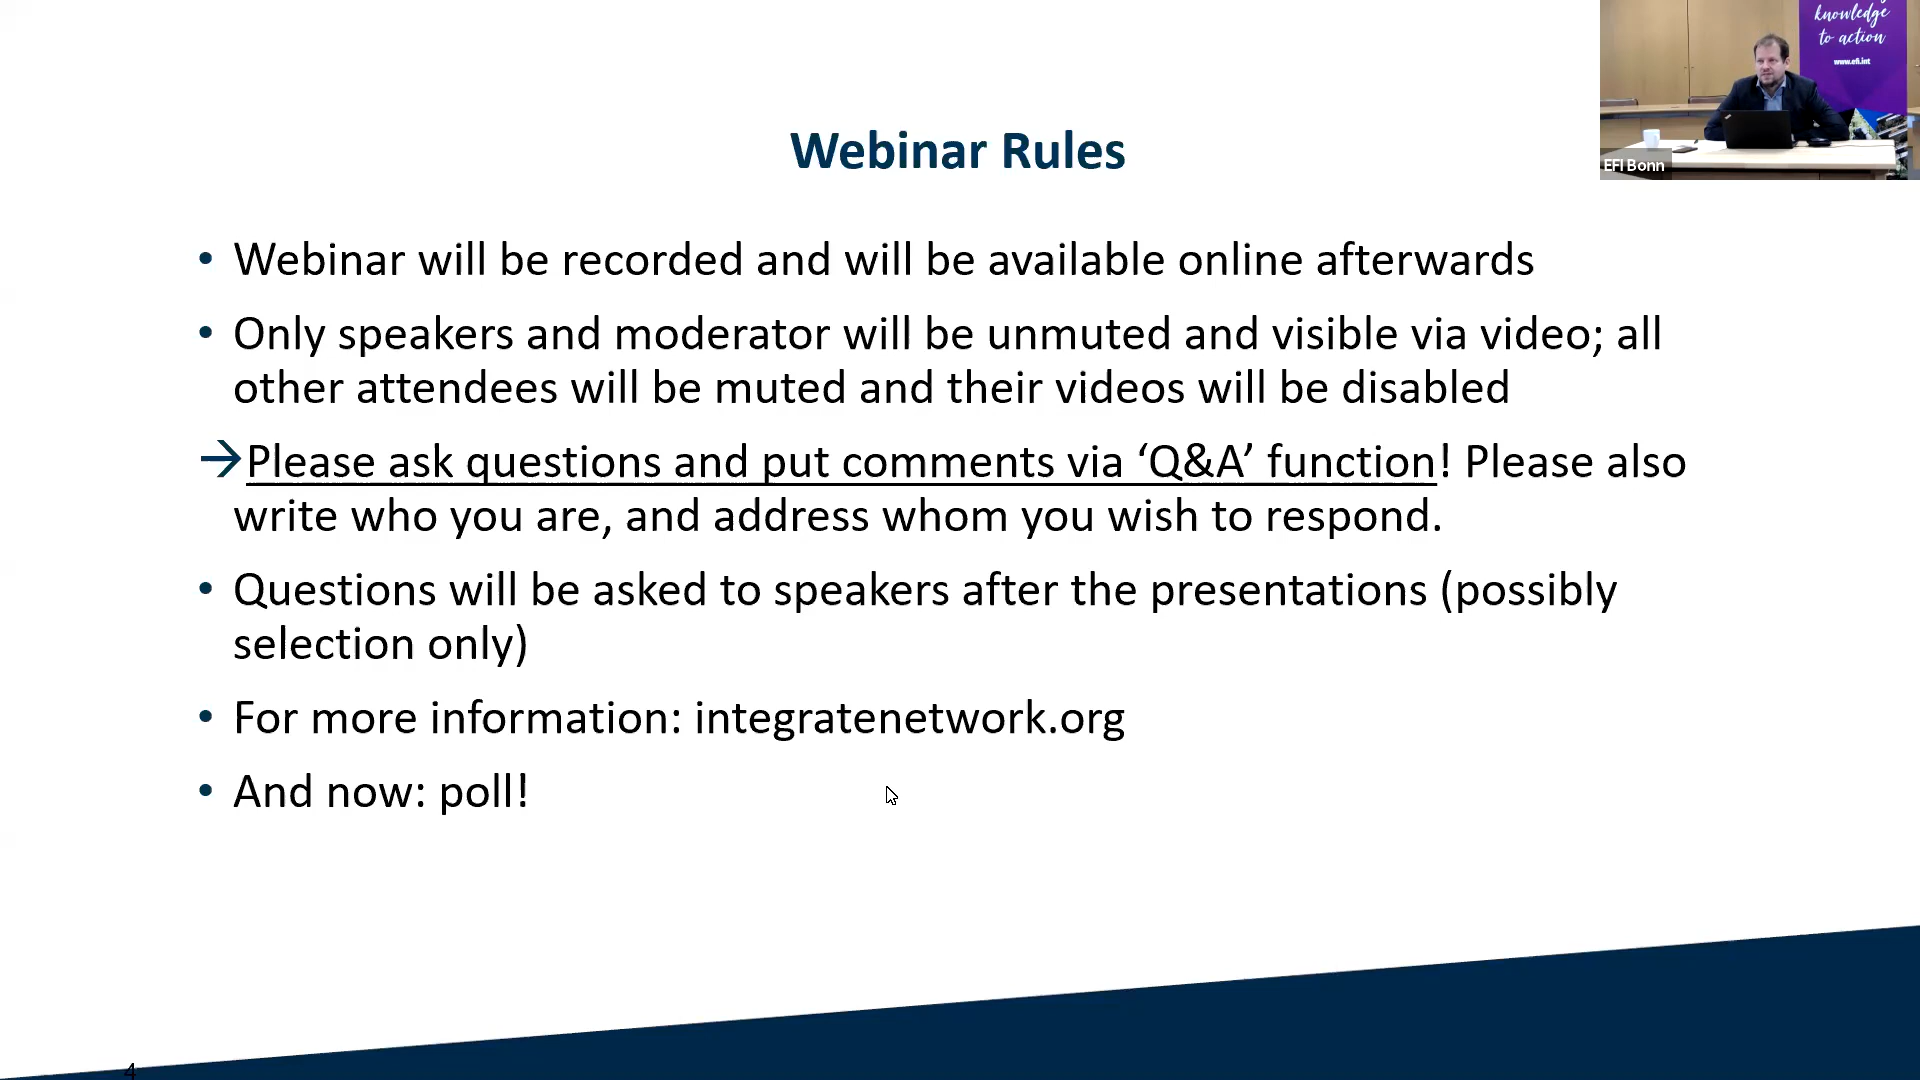 Webinar Rules
• Webinar will be recorded and will be available online afterwards
• Only speakers and moderator will be unmuted and visible via video; all
other attendees will be muted and their videos will be disabled
→Please ask questions and put comments via ‘Q&A’ function! Please also
write who you are, and address whom you wish to respond.
• Questions will be asked to speakers after the presentations (possibly
selection only)
• For more information: integratenetwork.org
• And now: poll!
4
knowledge
to action
www.efi.int
EFI Bonn